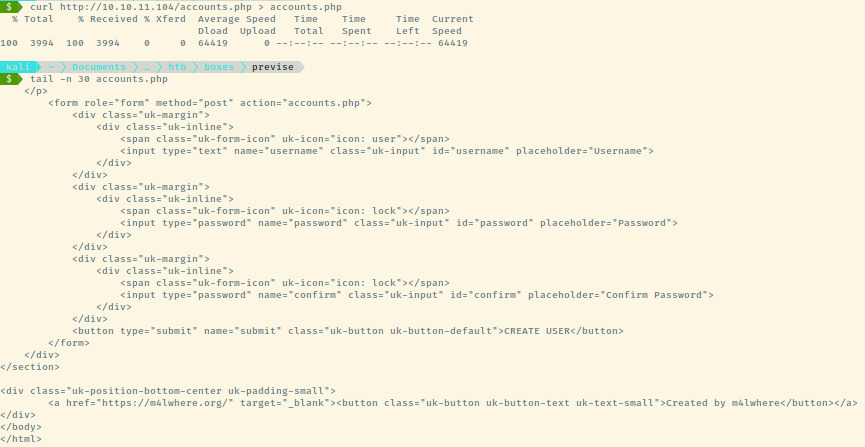 $ curl http://10.10.11.104/accounts.php > accounts.php
% Total % Received % Xferd Average Speed Time Time Time Current
Dload Upload Total Spent Left Speed
100 3994 100 3994 0 0 64419 0 --:--:-- --:--:-- --:--:-- 64419
kali ~ Documents … htb boxes previse
$ tail -n 30 accounts.php
</p>
<form role="form" method="post" action="accounts.php">
<div class="uk-margin">
<div class="uk-inline">
<span class="uk-form-icon" uk-icon="icon: user"></span>
<input type="text" name="username" class="uk-input" id="username" placeholder="Username">
</div>
</div>
<div class="uk-margin">
<div class="uk-inline">
<span class="uk-form-icon" uk-icon="icon: lock"></span>
<input type="password" name="password" class="uk-input" id="password" placeholder="Password">
</div>
</div>
<div class="uk-margin">
<div class="uk-inline">
<span class="uk-form-icon" uk-icon="icon: lock"></span>
<input type="password" name="confirm" class="uk-input" id="confirm" placeholder="Confirm Password">
</div>
</div>
<button type="submit" name="submit" class="uk-button uk-button-default">CREATE USER</button>
</form>
</div>
</section>
<div class="uk-position-bottom-center uk-padding-small">
<a href="https://m4lwhere.org/" target="_blank"><button class="uk-button uk-button-text uk-text-small">Created by m4lwhere</button></a>
</div>
</body>
</html>